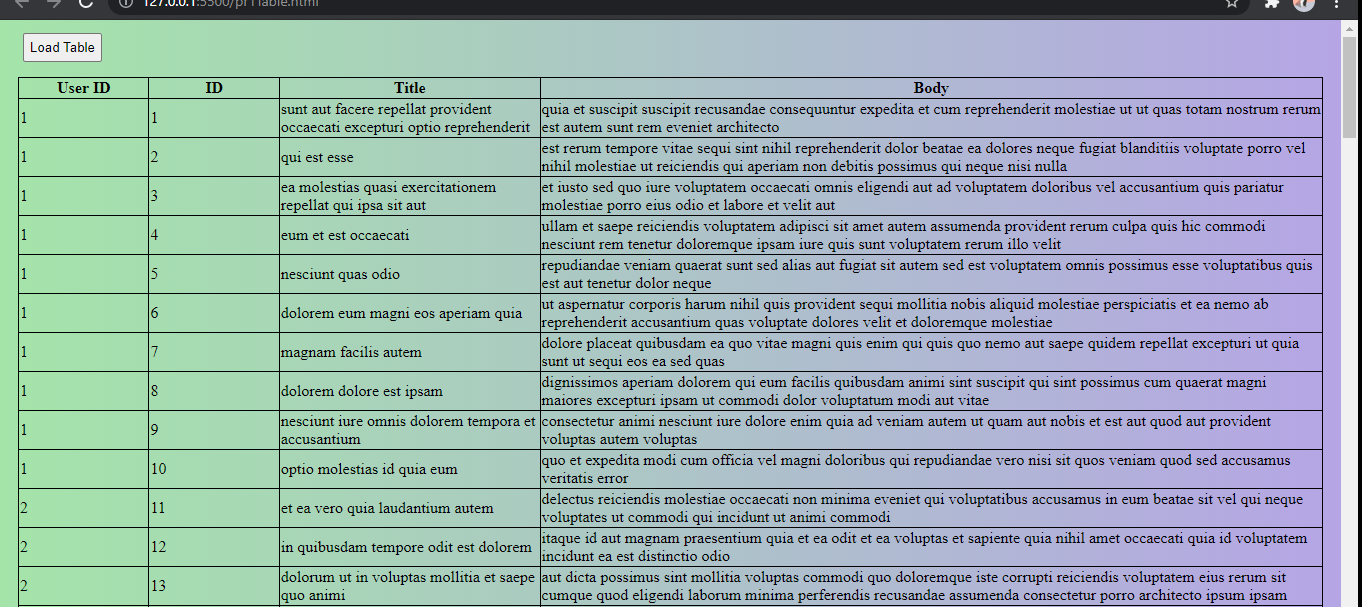 127.0.0.1:5500/pr1Table.html
Load Table
User ID ID Title Body
1 1 sunt aut facere repellat provident occaecati excepturi optio reprehenderit quia et suscipit suscipit recusandae consequuntur expedita et cum reprehenderit molestiae ut ut quas totam nostrum rerum est autem sunt rem eveniet architecto
1 2 qui est esse est rerum tempore vitae sequi sint nihil reprehenderit dolor beatae ea dolores neque fugiat blanditiis voluptate porro vel nihil molestiae ut reiciendis qui aperiam non debitis possimus qui neque nisi nulla
1 3 ea molestias quasi exercitationem repellat qui ipsa sit aut et iusto sed quo iure voluptatem occaecati omnis eligendi aut ad voluptatem doloribus vel accusantium quis pariatur molestiae porro eius odio et labore et velit aut
1 4 eum et est occaecati ullam et saepe reiciendis voluptatem adipisci sit amet autem assumenda provident rerum culpa quis hic commodi nesciunt rem tenetur doloremque ipsam iure quis sunt voluptatem rerum illo velit
1 5 nesciunt quas odio repudiandae veniam quaerat sunt sed alias aut fugiat sit autem sed est voluptatem omnis possimus esse voluptatibus quis est aut tenetur dolor neque
1 6 dolorem eum magni eos aperiam quia ut aspernatur corporis harum nihil quis provident sequi mollitia nobis aliquid molestiae perspiciatis et ea nemo ab reprehenderit accusantium quas voluptate dolores velit et doloremque molestiae
1 7 magnam facilis autem dolore placeat quibusdam ea quo vitae magni quis enim qui quis quo nemo aut saepe quidem repellat excepturi ut quia sunt ut sequi eos ea sed quas
1 8 dolorem dolore est ipsam dignissimos aperiam dolorem qui eum facilis quibusdam animi sint suscipit qui sint possimus cum quaerat magni maiores excepturi ipsam ut commodi dolor voluptatum modi aut vitae
1 9 nesciunt iure omnis dolorem tempora et accusantium consectetur animi nesciunt iure dolore enim quia ad veniam autem ut quam aut nobis et est aut quod aut provident voluptas autem voluptas
1 10 optio molestias id quia eum quo et expedita modi cum officia vel magni doloribus qui repudiandae vero nisi sit quos veniam quod sed accusamus veritatis error
2 11 et ea vero quia laudantium autem delectus reiciendis molestiae occaecati non minima eveniet qui voluptatibus accusamus in eum beatae sit vel qui neque voluptates ut commodi qui incidunt ut animi commodi
2 12 in quibusdam tempore odit est dolorem itaque id aut magnam praesentium quia et ea odit et ea voluptas et sapiente quia nihil amet occaecati quia id voluptatem incidunt ea est distinctio odio
2 13 dolorum ut in voluptas mollitia et saepe quo animi aut dicta possimus sint mollitia voluptas commodi quo doloremque iste corrupti reiciendis voluptatem eius rerum sit cumque quod eligendi laborum minima perferendis recusandae assumenda consectetur porro architecto ipsum ipsam